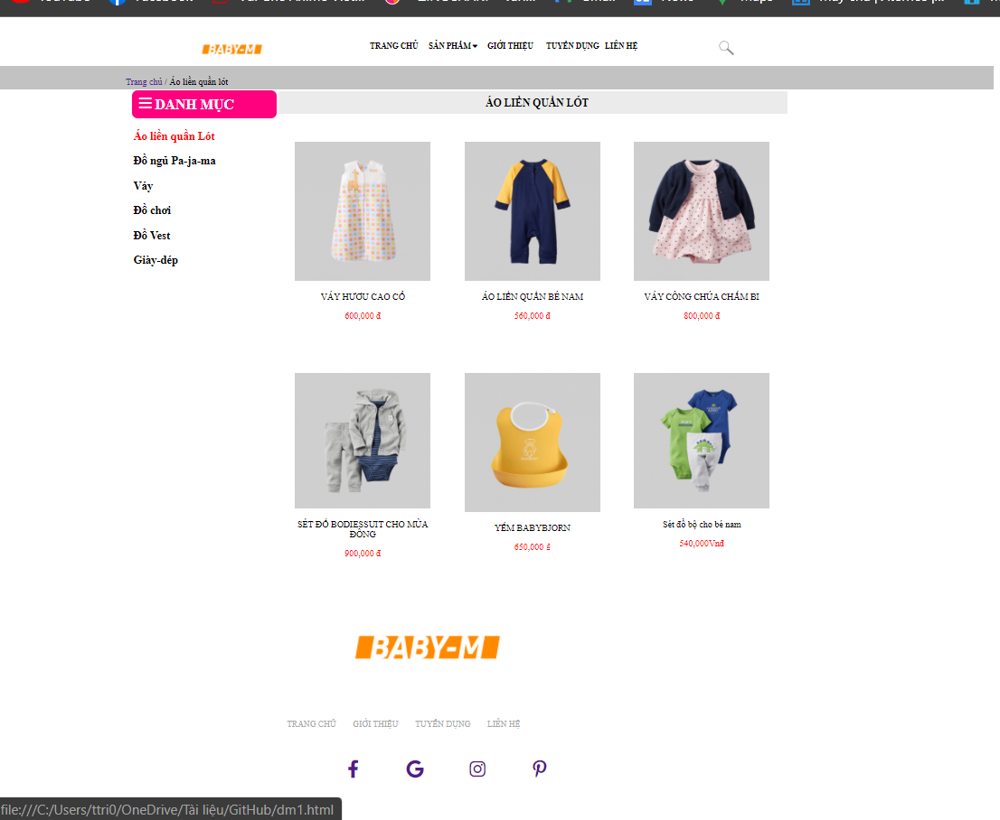 YouTube
Facebook
Gmail
News
Maps
BABY-M
TRANG CHỦ SẢN PHẨM GIỚI THIỆU TUYỂN DỤNG LIÊN HỆ
Trang chủ / Áo liền quần lót
DANH MỤC
ÁO LIỀN QUẦN LÓT
Áo liền quần Lót
Đồ ngủ Pa-ja-ma
Váy
Đồ chơi
Đồ Vest
Giày-dép
VÁY HƯƠU CAO CỔ
600,000 đ
ÁO LIỀN QUẦN BÉ NAM
560,000 đ
VÁY CÔNG CHÚA CHẤM BI
800,000 đ
SÉT ĐỒ BODIESSUIT CHO MÙA
ĐÔNG
900,000 đ
YẾM BABYBJORN
650,000 đ
Sét đồ bộ cho bé nam
540,000Vnđ
BABY-M
TRANG CHỦ GIỚI THIỆU TUYỂN DỤNG LIÊN HỆ
file:///C:/Users/ttri0/OneDrive/Tài liệu/GitHub/dm1.html